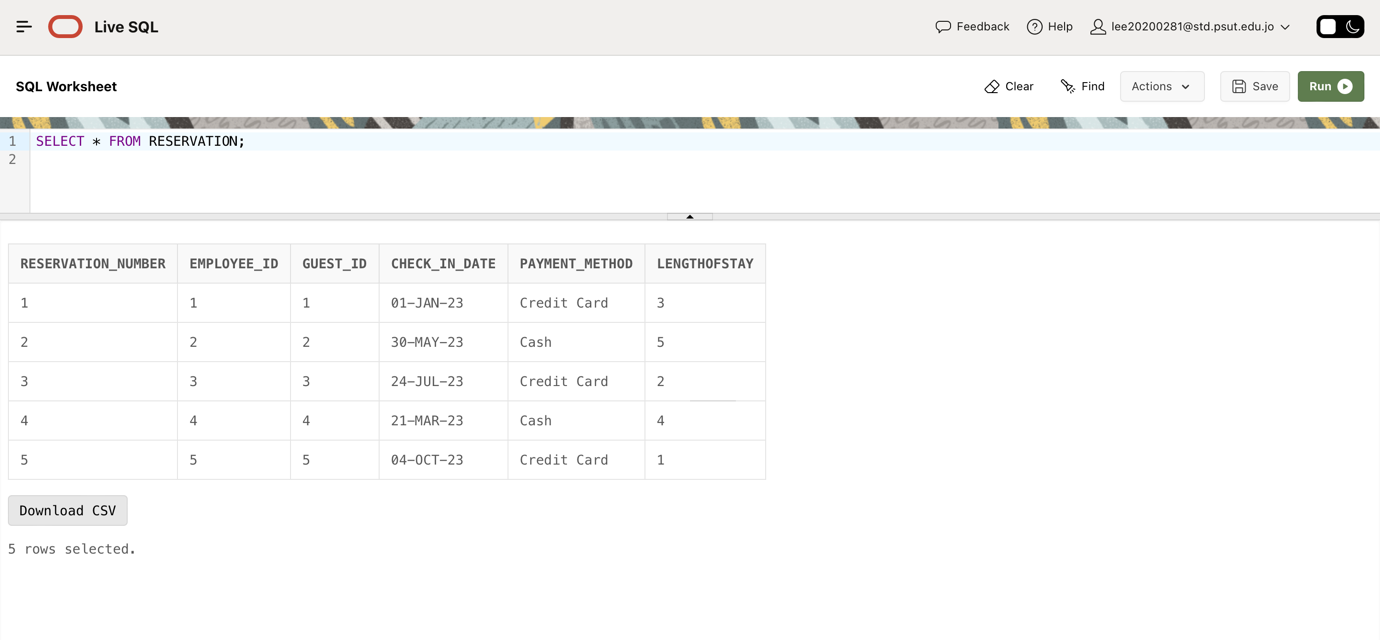 Live SQL
Feedback Help lee20200281@std.psut.edu.jo
SQL Worksheet
Clear Find Actions Save Run
1 SELECT * FROM RESERVATION;
2
RESERVATION_NUMBER EMPLOYEE_ID GUEST_ID CHECK_IN_DATE PAYMENT_METHOD LENGTHOFSTAY
1 1 1 01-JAN-23 Credit Card 3
2 2 2 30-MAY-23 Cash 5
3 3 3 24-JUL-23 Credit Card 2
4 4 4 21-MAR-23 Cash 4
5 5 5 04-OCT-23 Credit Card 1
Download CSV
5 rows selected.